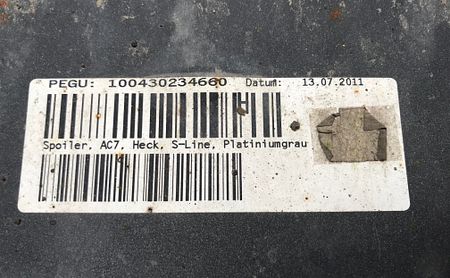 PEGU: 100430234660 Datum: 13.07.2011
Spoiler, AC7, Heck, S-Line, Platiniumgrau